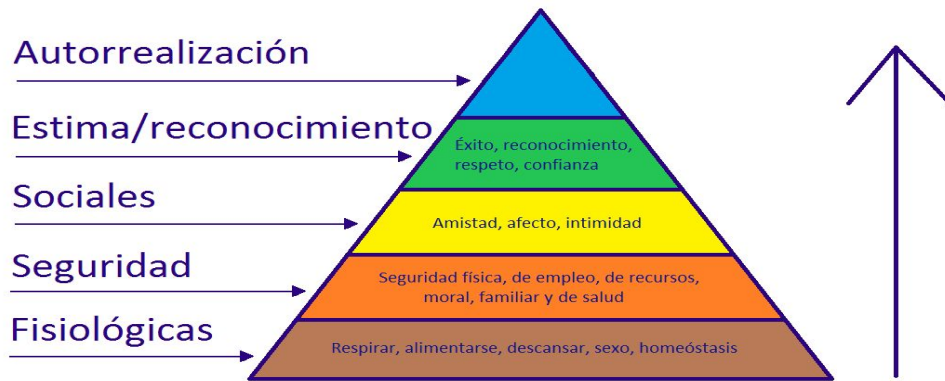 Autorrealización
Estima/reconocimiento
Éxito, reconocimiento,
respeto, confianza
Sociales
Amistad, afecto, intimidad
Seguridad
Seguridad física, de empleo, de recursos,
moral, familiar y de salud
Fisiológicas
Respirar, alimentarse, descansar, sexo, homeóstasis